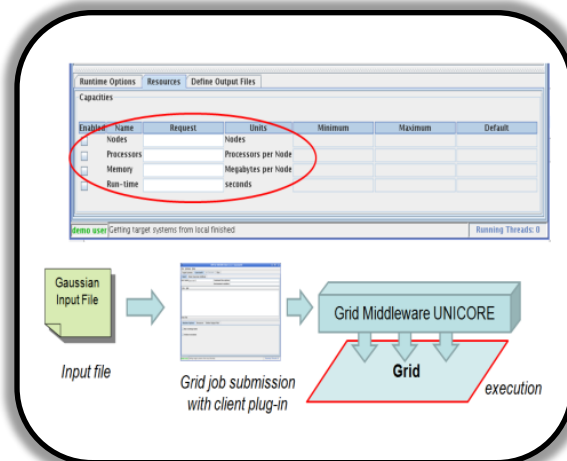 Runtime Options Resources Define Output Files
Capacities
Enabled Name Request Units Minimum Maximum Default
Nodes Nodes
Processors Processors per Node
Memory Megabytes per Node
Run-time seconds
demo user Getting target systems from local finished Running Threads: 0
Gaussian
Input File
Grid Middleware UNICORE
Grid
Input file
Grid job submission
with client plug-in
execution